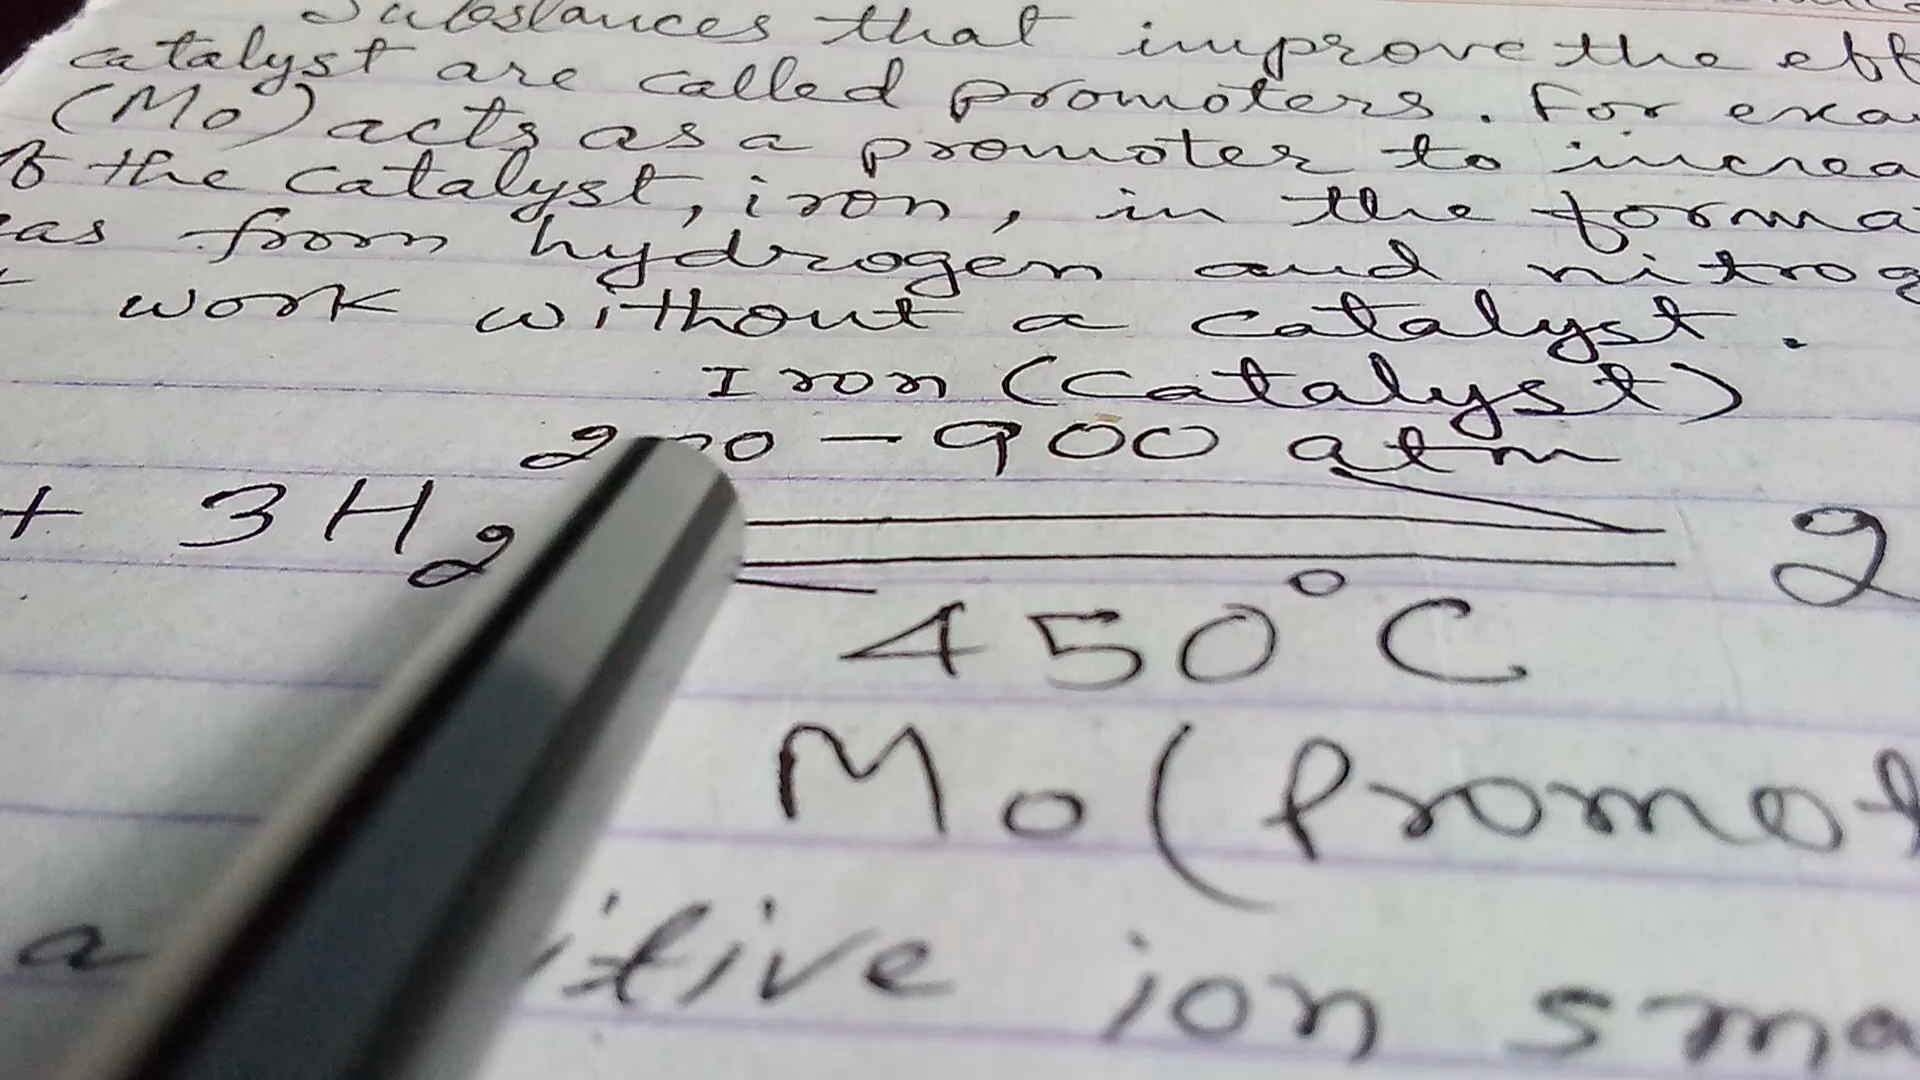 Substances that improve the eff
catalyst are called promoters. For exa
(Mo) acts as a promoter to increa
of the catalyst, iron, in the forma
as from hydrogen and nitrog
work without a catalyst.
Iron (catalyst)
200 - 900 atm
+ 3H₂ ⇌ 2
450°C
Mo (Promot
a itive ion sma